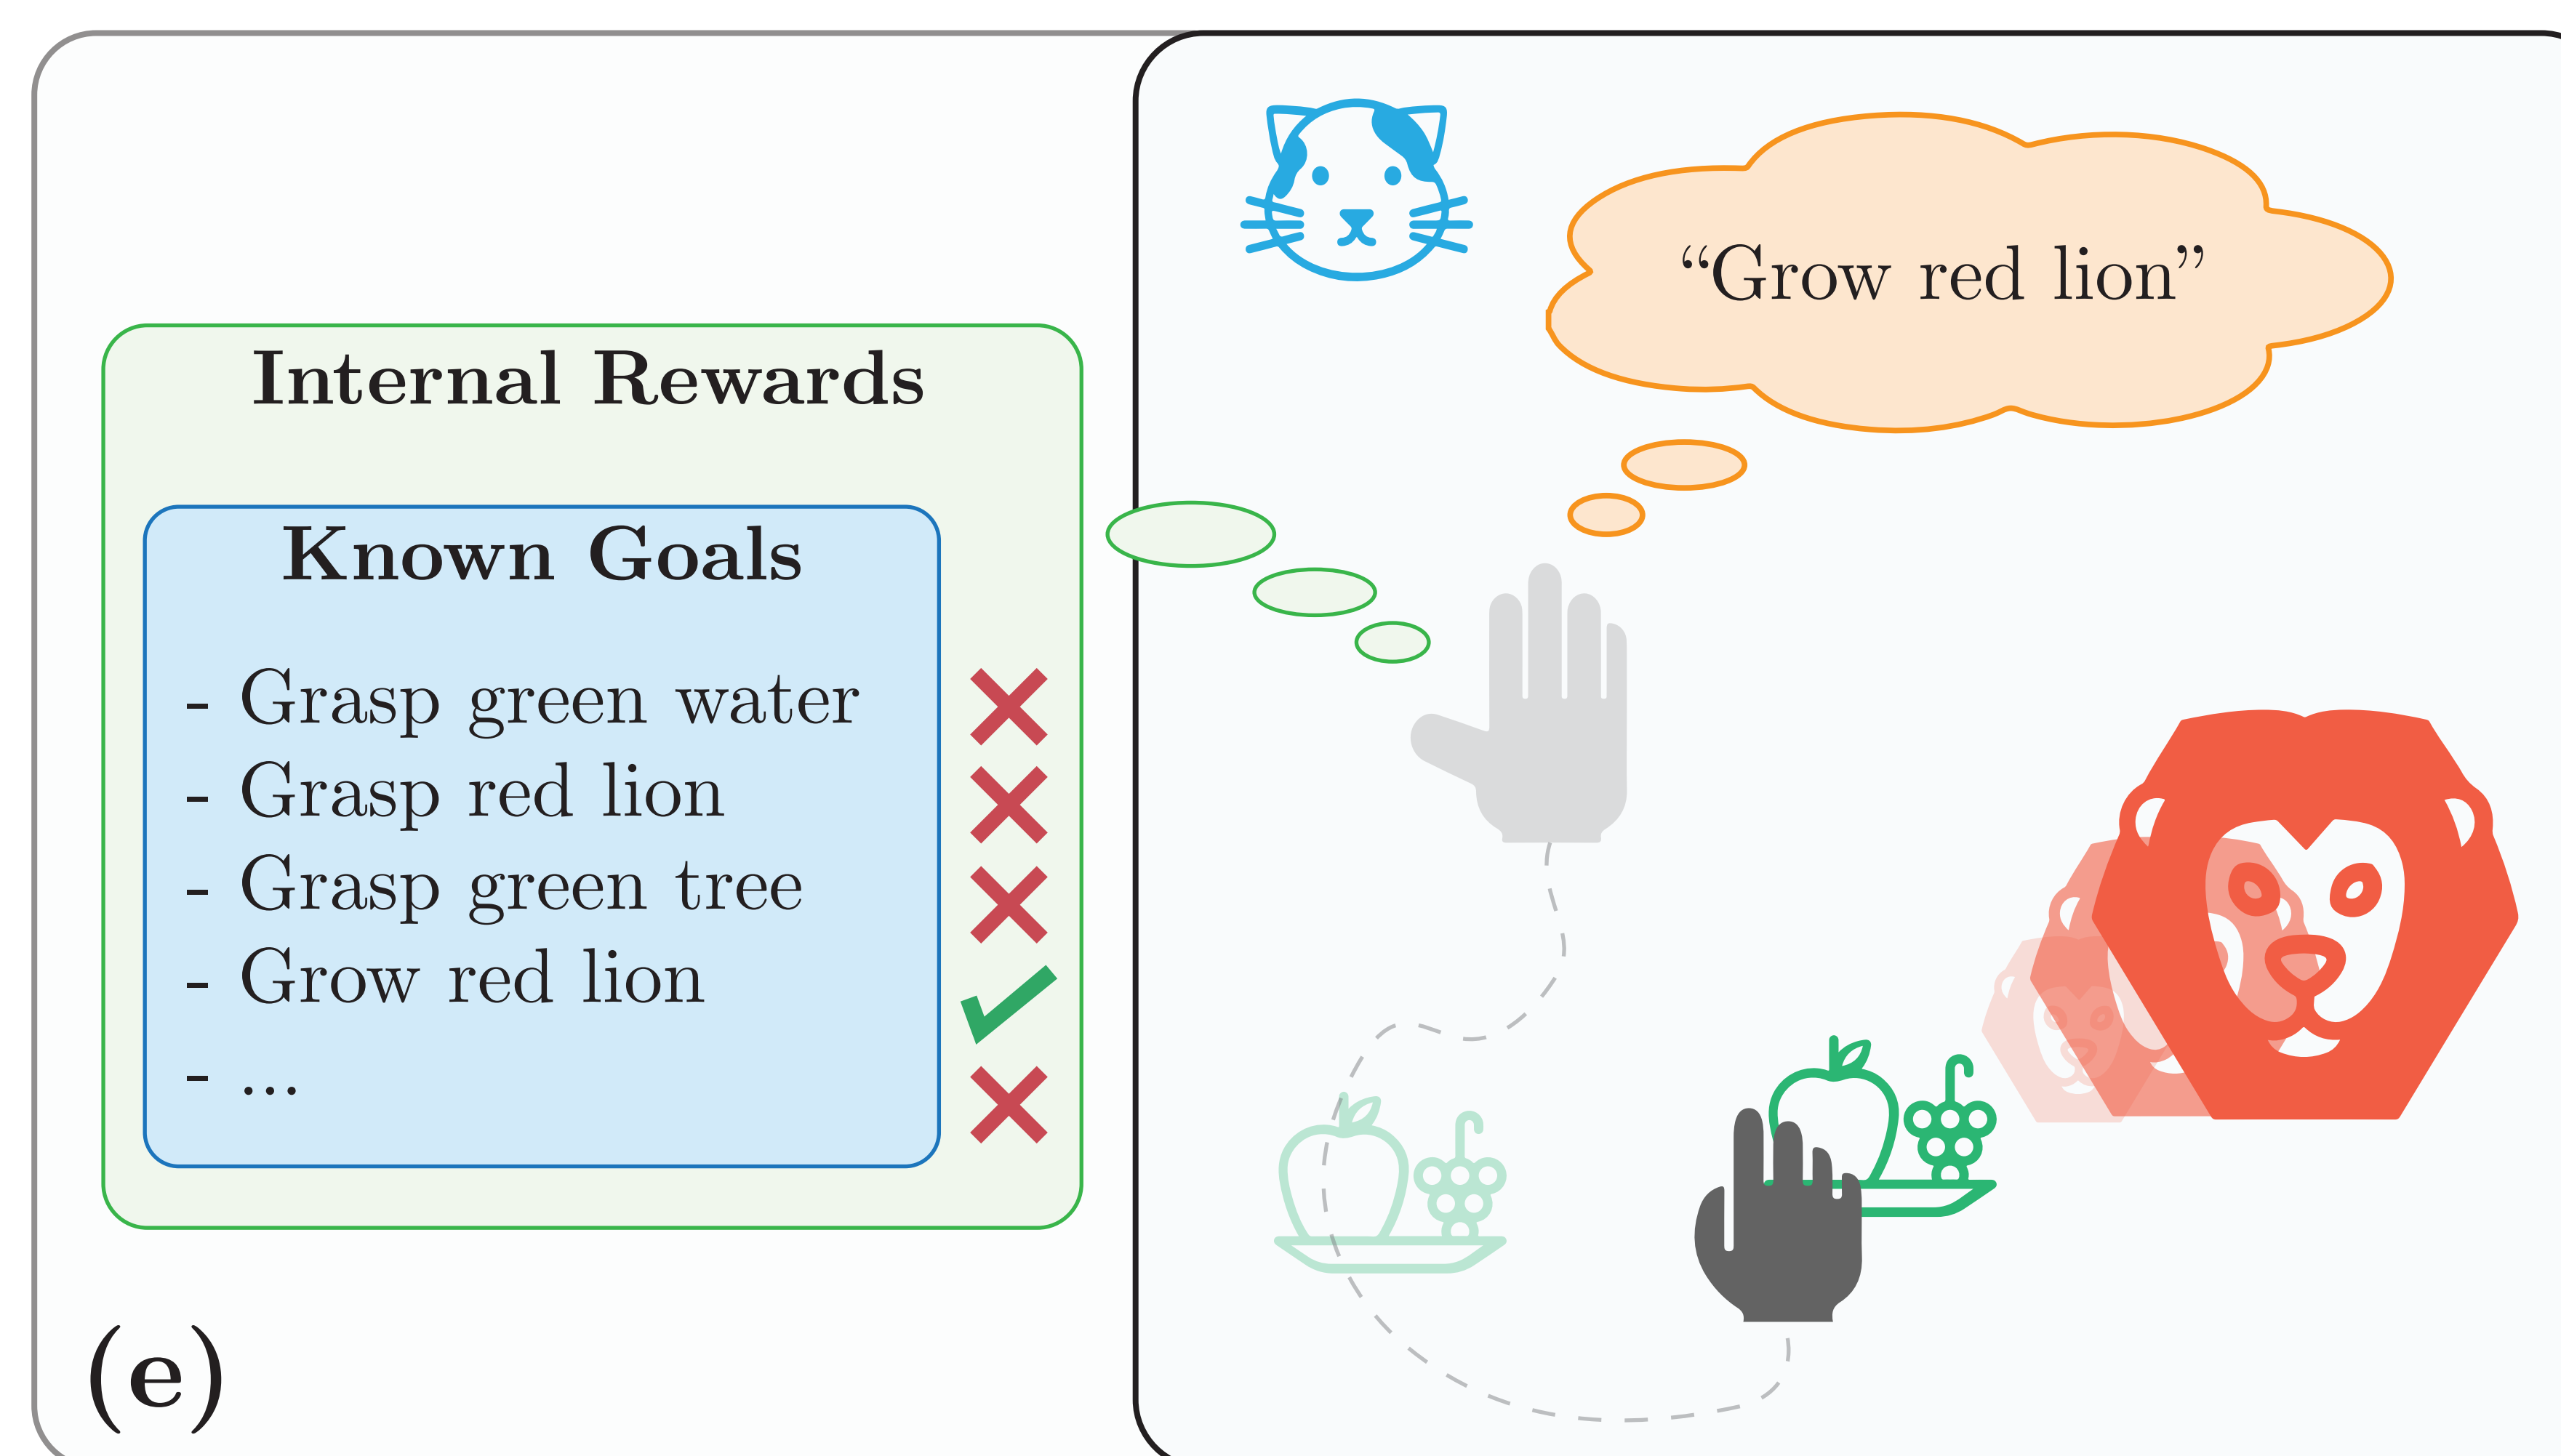 Internal Rewards
Known Goals
- Grasp green water
- Grasp red lion
- Grasp green tree
- Grow red lion
- ...
(e)
“Grow red lion”